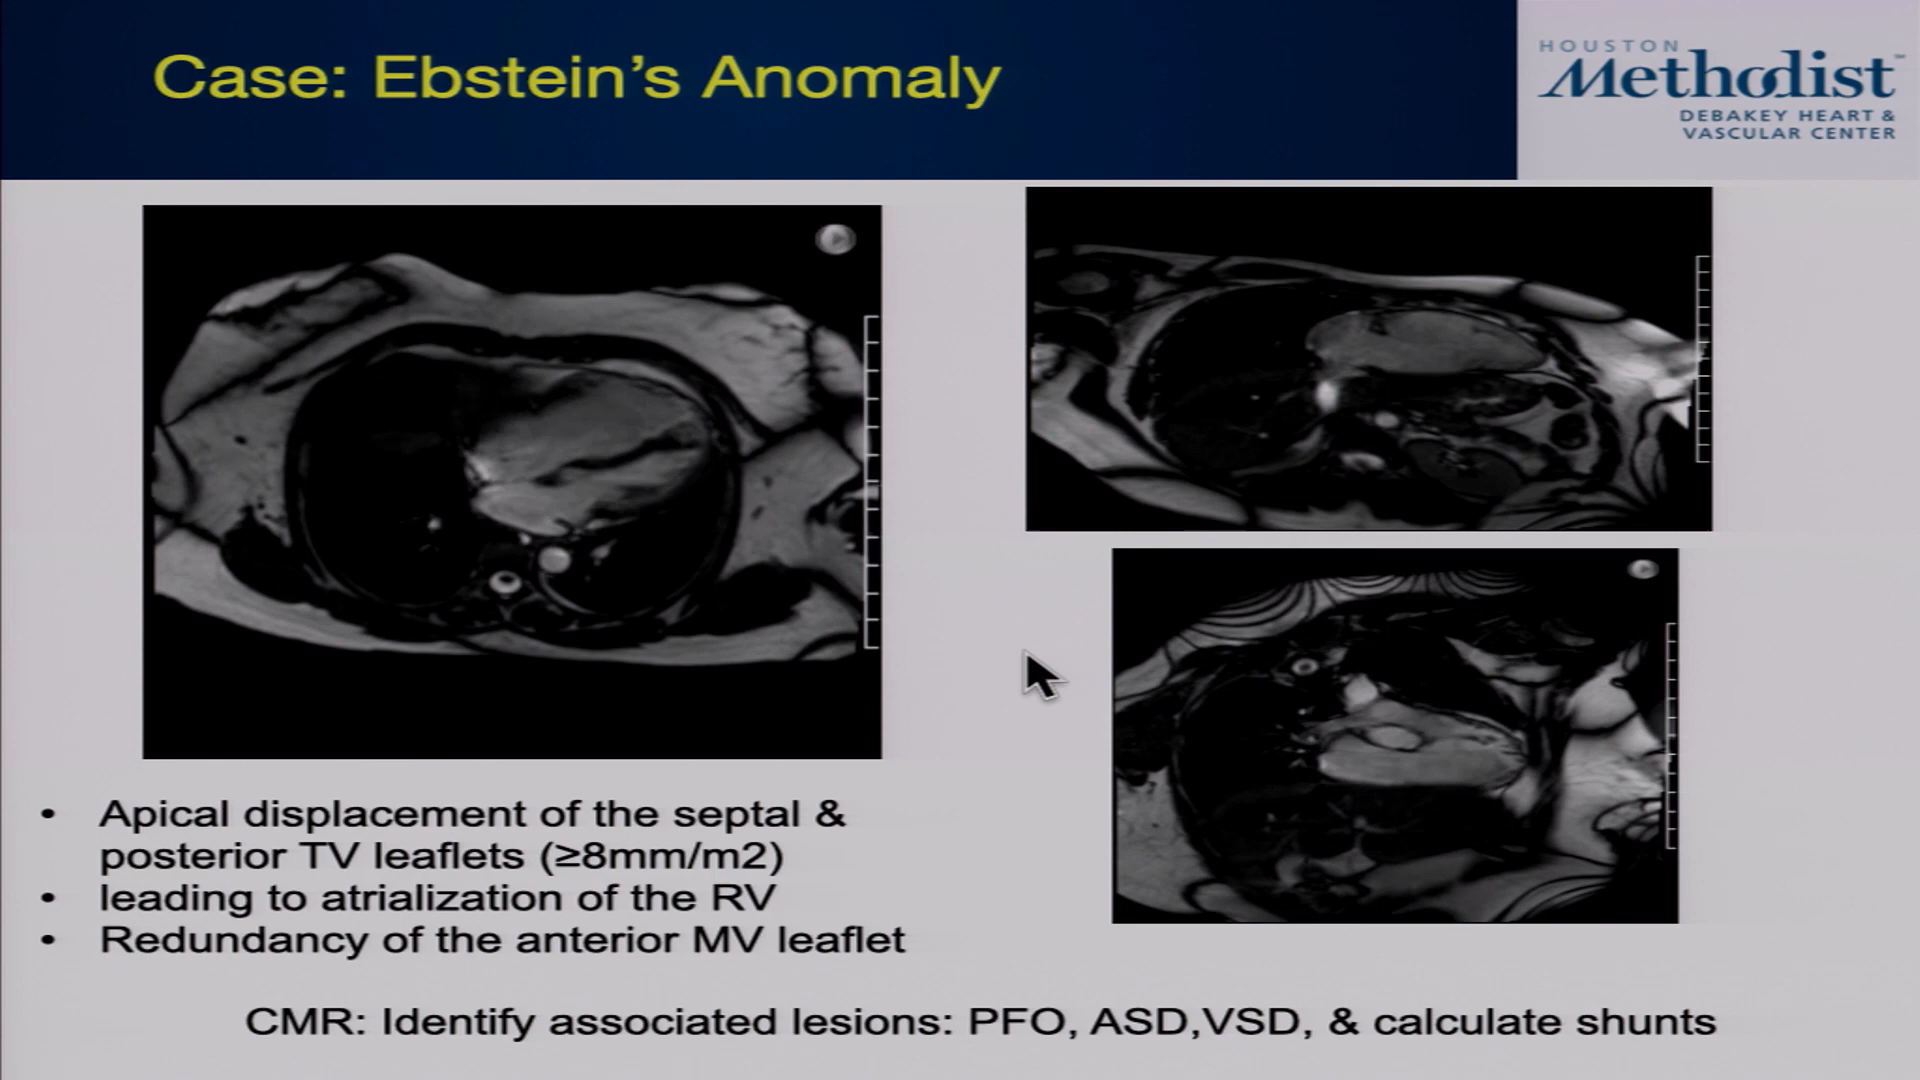 Case: Ebstein's Anomaly
HOUSTON
Methodist
DEBAKEY HEART &
VASCULAR CENTER
• Apical displacement of the septal &
posterior TV leaflets (≥8mm/m2)
• leading to atrialization of the RV
• Redundancy of the anterior MV leaflet
CMR: Identify associated lesions: PFO, ASD,VSD, & calculate shunts